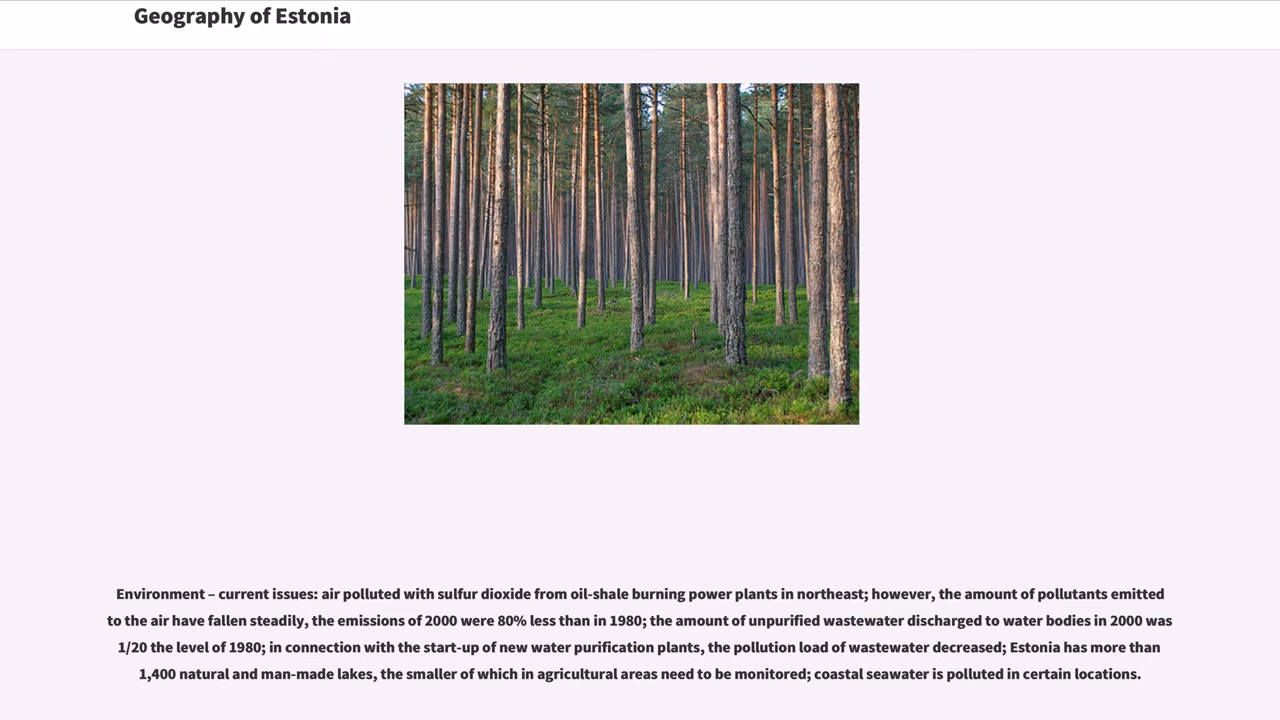 Geography of Estonia
Environment – current issues: air polluted with sulfur dioxide from oil-shale burning power plants in northeast; however, the amount of pollutants emitted
to the air have fallen steadily, the emissions of 2000 were 80% less than in 1980; the amount of unpurified wastewater discharged to water bodies in 2000 was
1/20 the level of 1980; in connection with the start-up of new water purification plants, the pollution load of wastewater decreased; Estonia has more than
1,400 natural and man-made lakes, the smaller of which in agricultural areas need to be monitored; coastal seawater is polluted in certain locations.